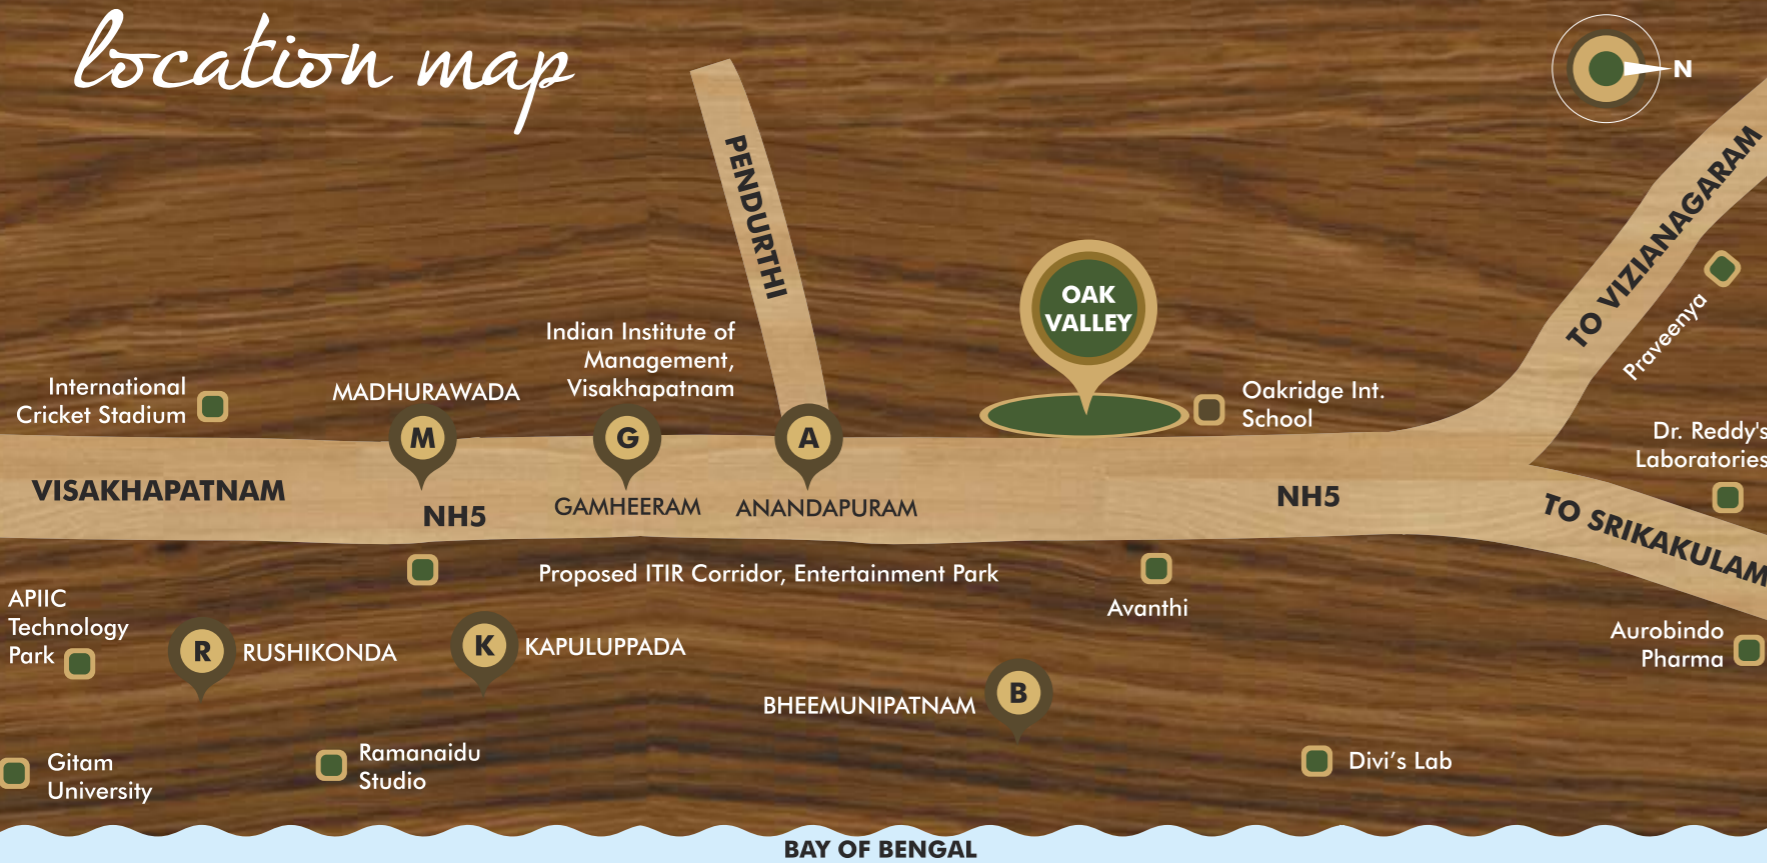 location map
N
PENDURTHI
TO VIZIANAGARAM
OAK
VALLEY
Praveenya
Indian Institute of
Management,
Visakhapatnam
International
Cricket Stadium
MADHURAWADA
Oakridge Int.
School
M
G
A
Dr. Reddy's
Laboratories
VISAKHAPATNAM
NH5
GAMHEERAM
ANANDAPURAM
NH5
TO SRIKAKULAM
Proposed ITIR Corridor, Entertainment Park
Avanthi
APIIC
Technology
Park
R
RUSHIKONDA
K
KAPULUPPADA
Aurobindo
Pharma
BHEEMUNIPATNAM
B
Gitam
University
Ramanaidu
Studio
Divi’s Lab
BAY OF BENGAL